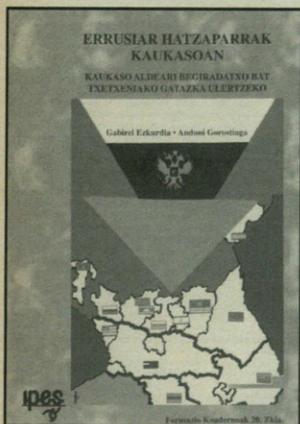 ERRUSIAR HATZAPARRAK
KAUKASOAN
KAUKASO ALDEARI BEGIRADATXO BAT
TXETXENIAKO GATAZKA ULERTZEKO
Gabirel Ezkurdia • Andoni Gorostiaga
ipes
Formazio Koadernoak 20. Zkia.